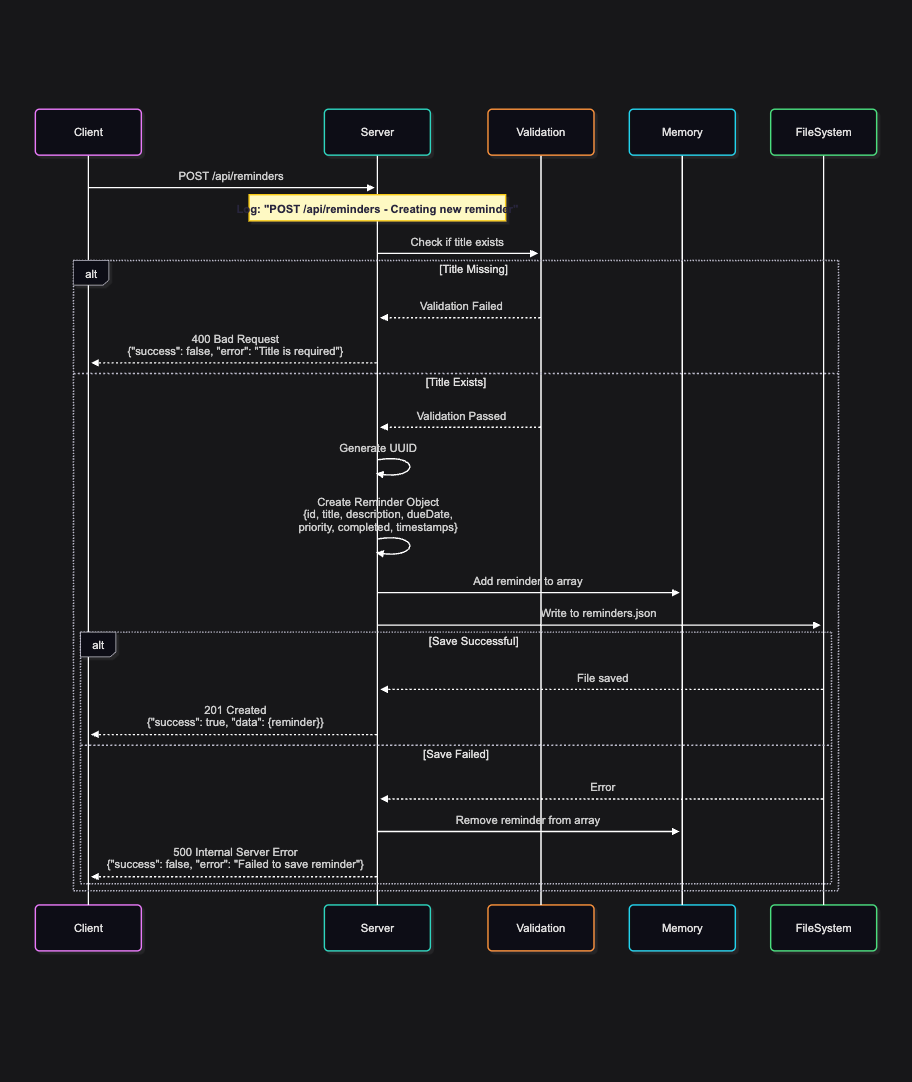 Client
Server
Validation
Memory
FileSystem
POST /api/reminders
Log: "POST /api/reminders - Creating new reminder"
Check if title exists
alt
[Title Missing]
Validation Failed
400 Bad Request
{"success": false, "error": "Title is required"}
[Title Exists]
Validation Passed
Generate UUID
Create Reminder Object
{id, title, description, dueDate,
priority, completed, timestamps}
Add reminder to array
Write to reminders.json
alt
[Save Successful]
File saved
201 Created
{"success": true, "data": {reminder}}
[Save Failed]
Error
Remove reminder from array
500 Internal Server Error
{"success": false, "error": "Failed to save reminder"}
Client
Server
Validation
Memory
FileSystem